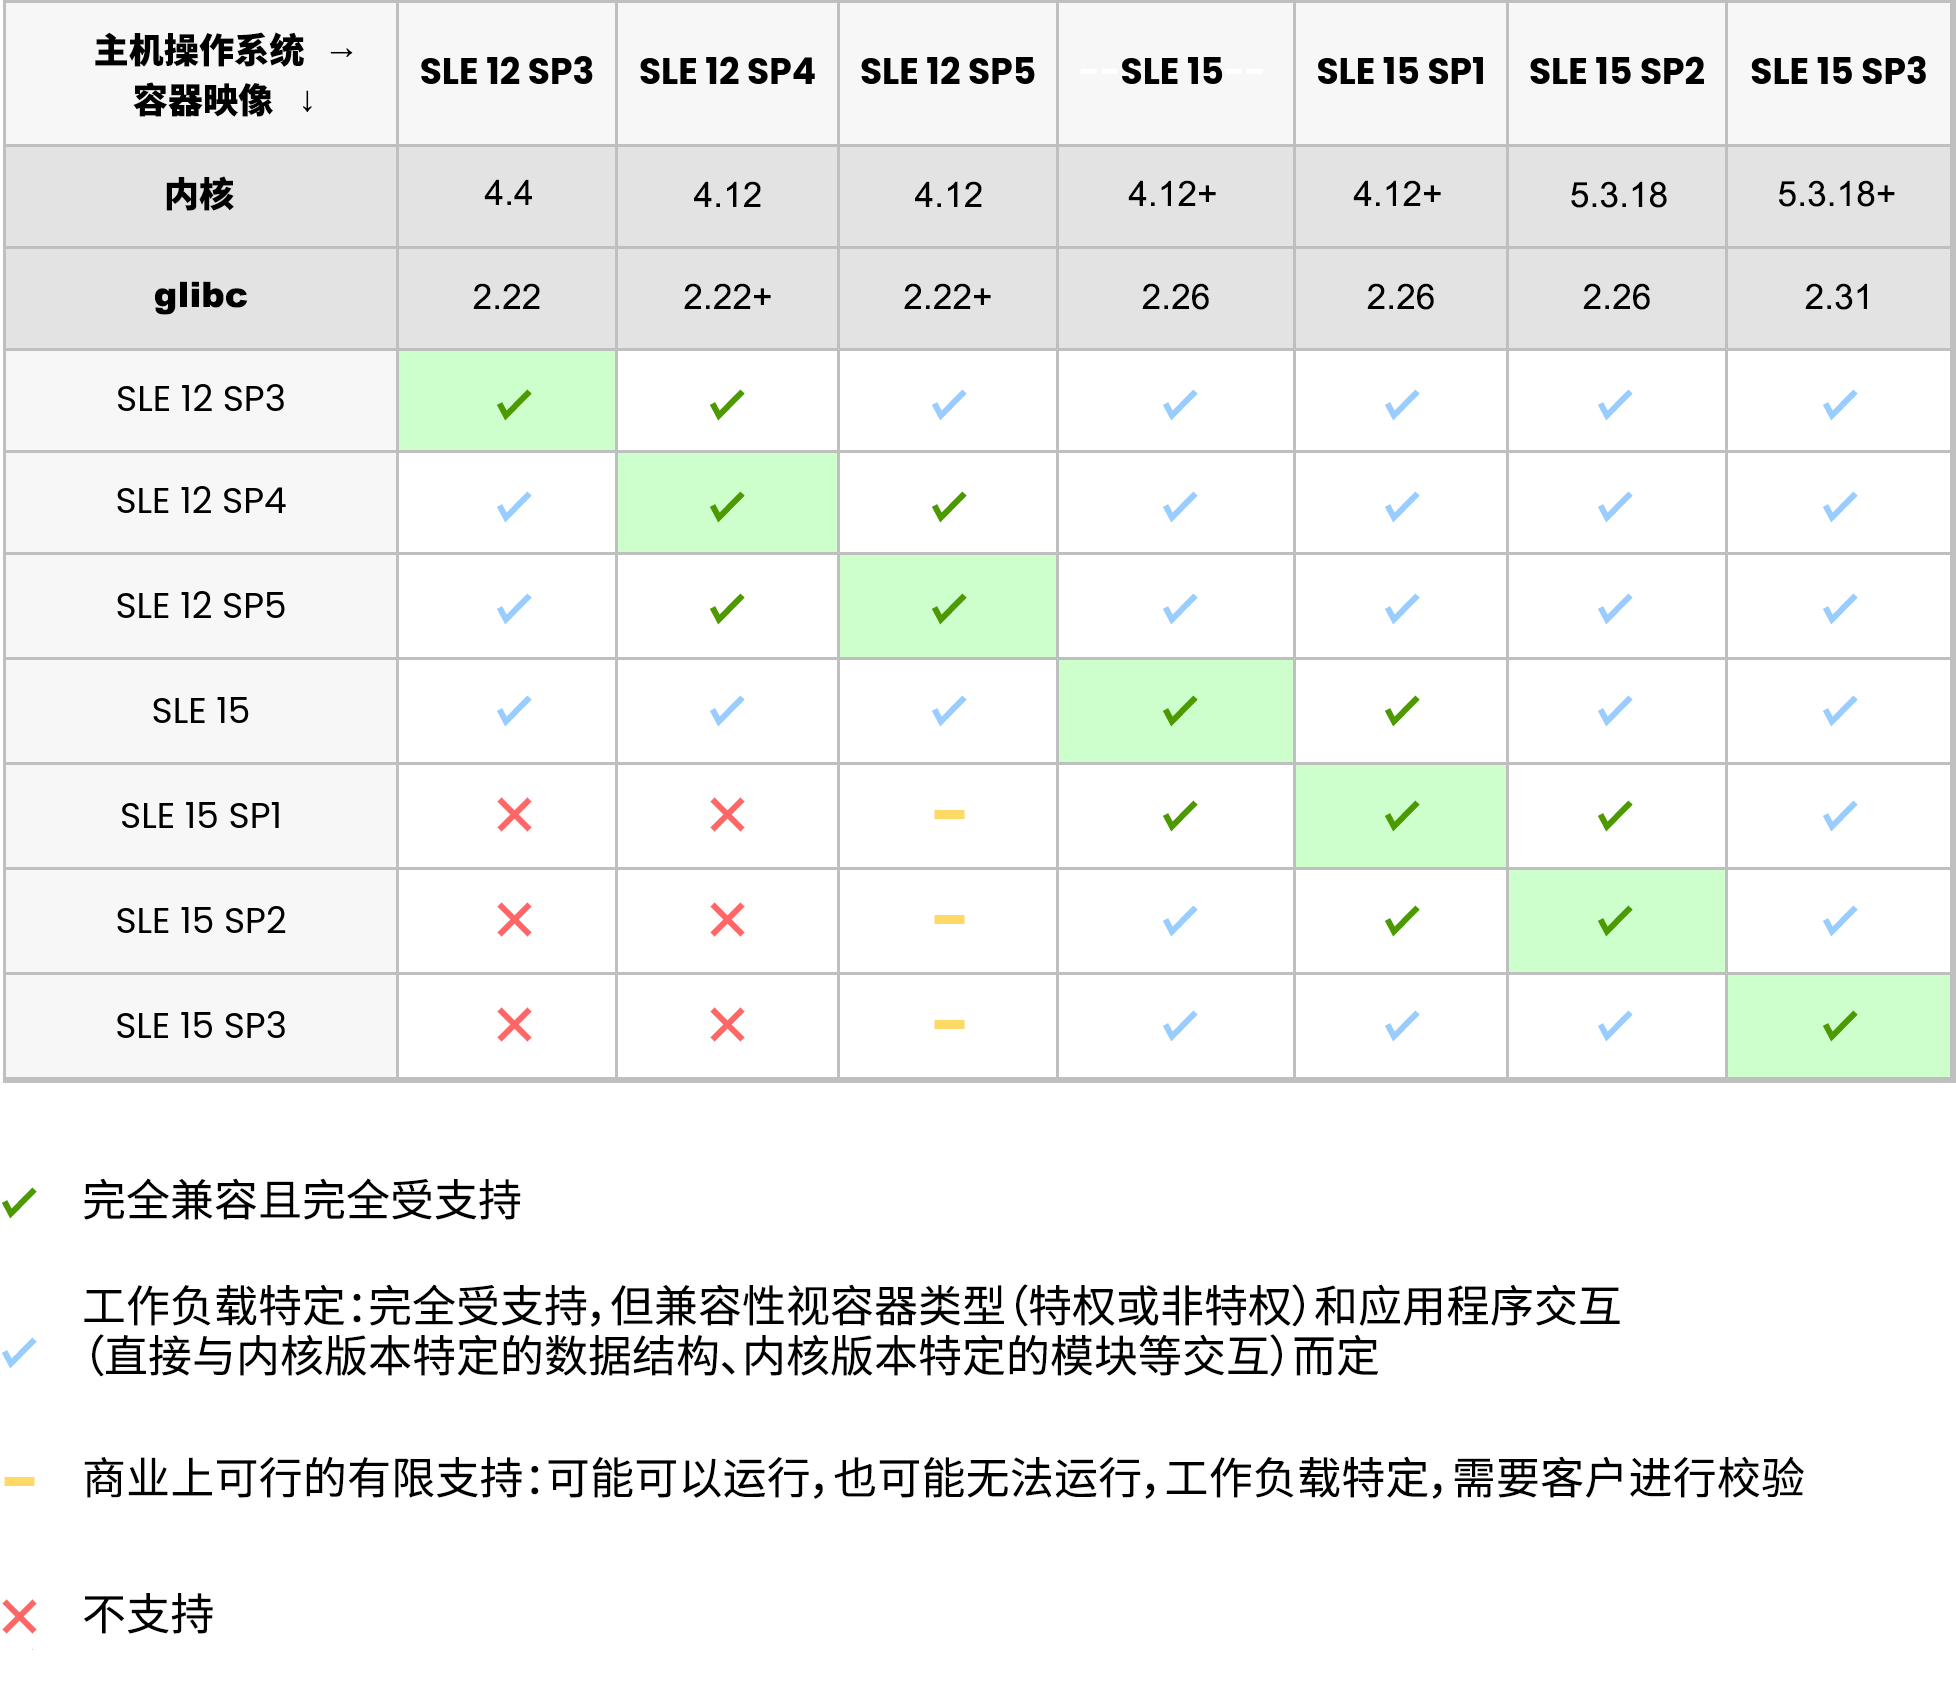 主机操作系统 →
容器映像 ↓
SLE 12 SP3
SLE 12 SP4
SLE 12 SP5
SLE 15
SLE 15 SP1
SLE 15 SP2
SLE 15 SP3
内核
4.4
4.12
4.12
4.12+
4.12+
5.3.18
5.3.18+
glibc
2.22
2.22+
2.22+
2.26
2.26
2.26
2.31
SLE 12 SP3
SLE 12 SP4
SLE 12 SP5
SLE 15
SLE 15 SP1
SLE 15 SP2
SLE 15 SP3
完全兼容且完全受支持
工作负载特定：完全受支持，但兼容性视容器类型（特权或非特权）和应用程序交互
（直接与内核版本特定的数据结构、内核版本特定的模块等交互）而定
商业上可行的有限支持：可能可以运行，也可能无法运行，工作负载特定，需要客户进行校验
不支持